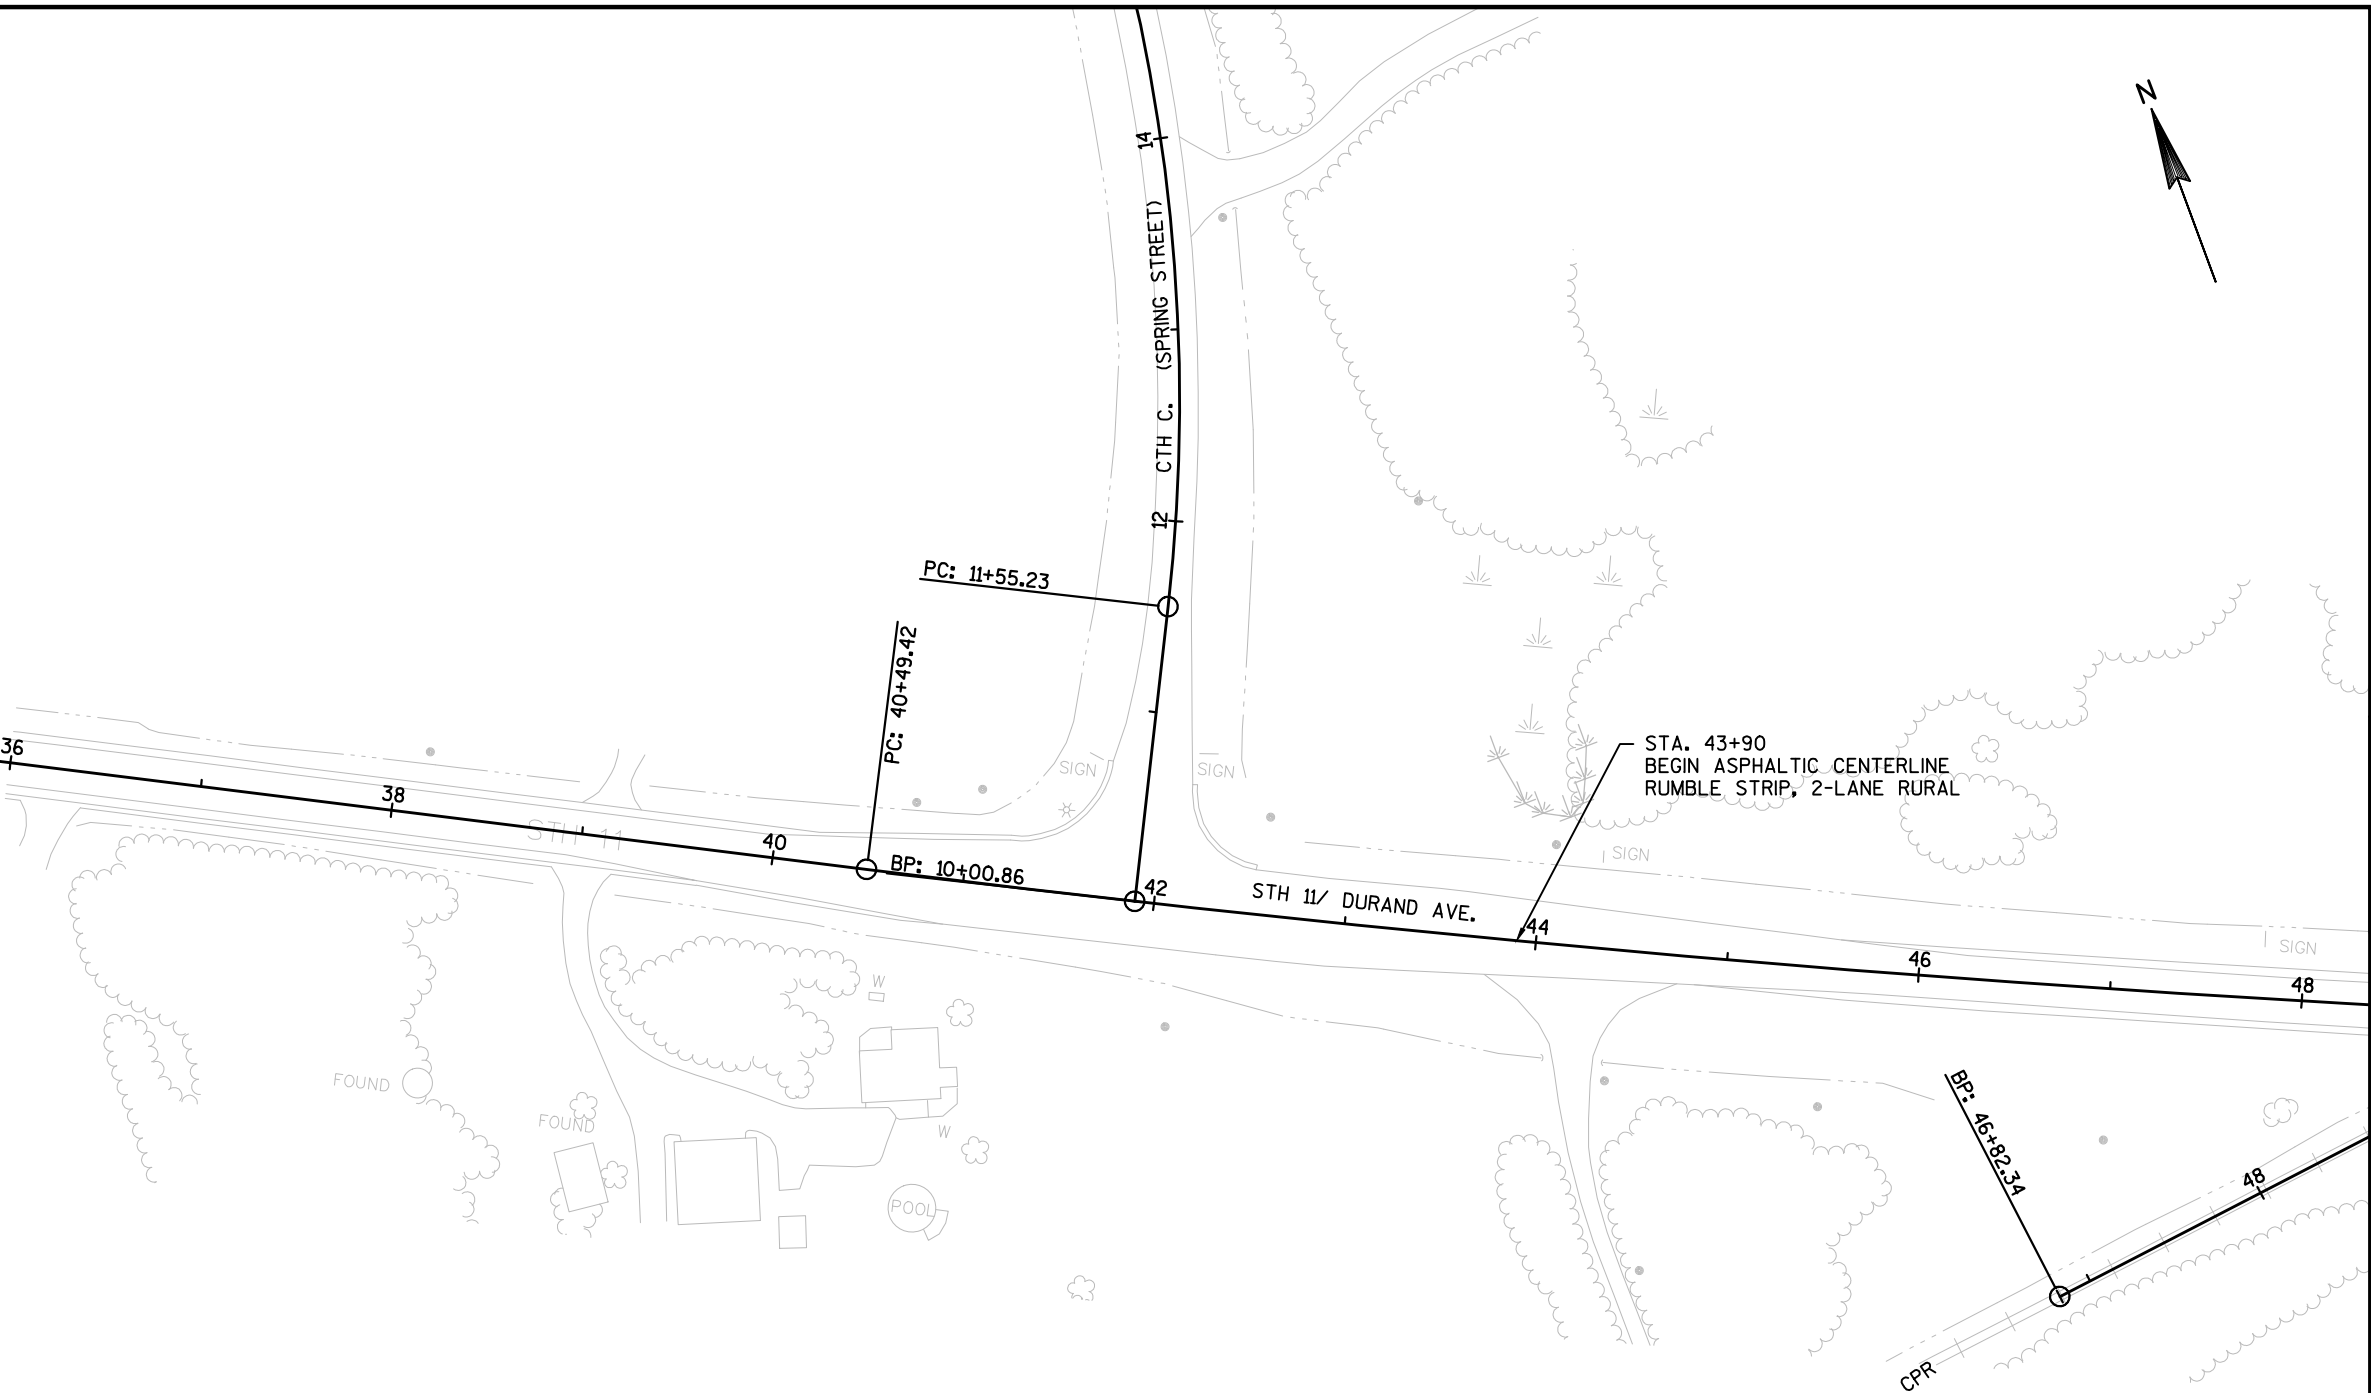 N
14
CTH C. (SPRING STREET)
12
PC: 11+55.23
PC: 40+49.42
36
38
STH 11
40
BP: 10+00.86
42
SIGN
SIGN
STA. 43+90
BEGIN ASPHALTIC CENTERLINE
RUMBLE STRIP, 2-LANE RURAL
SIGN
STH 11/ DURAND AVE.
44
46
SIGN
48
W
FOUND
FOUND
W
POOL
BP: 46+82.34
48
CPR